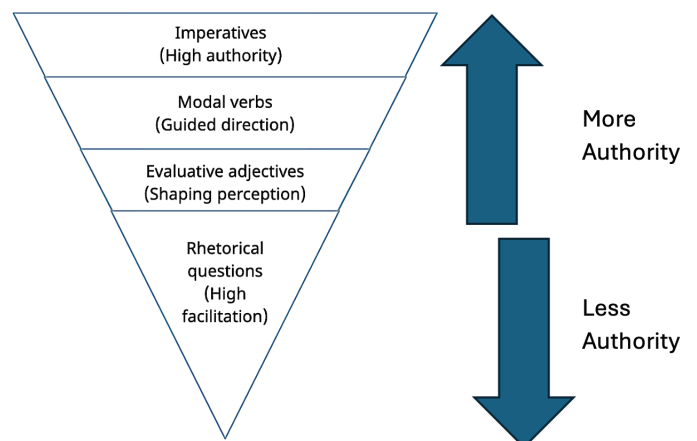 Imperatives
(High authority)
Modal verbs
(Guided direction)
Evaluative adjectives
(Shaping perception)
Rhetorical
questions
(High
facilitation)
More
Authority
Less
Authority